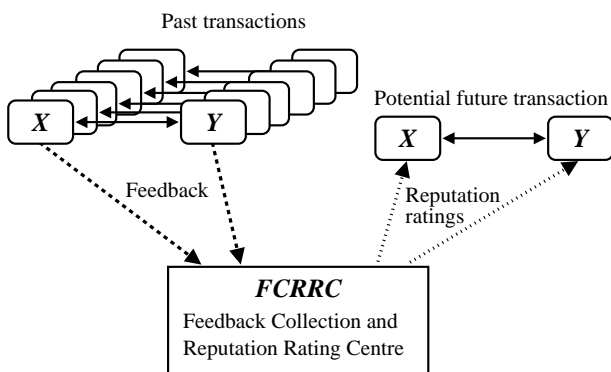 Past transactions
X
Y
Feedback
Potential future transaction
X
Y
Reputation
ratings
FCRRC
Feedback Collection and
Reputation Rating Centre